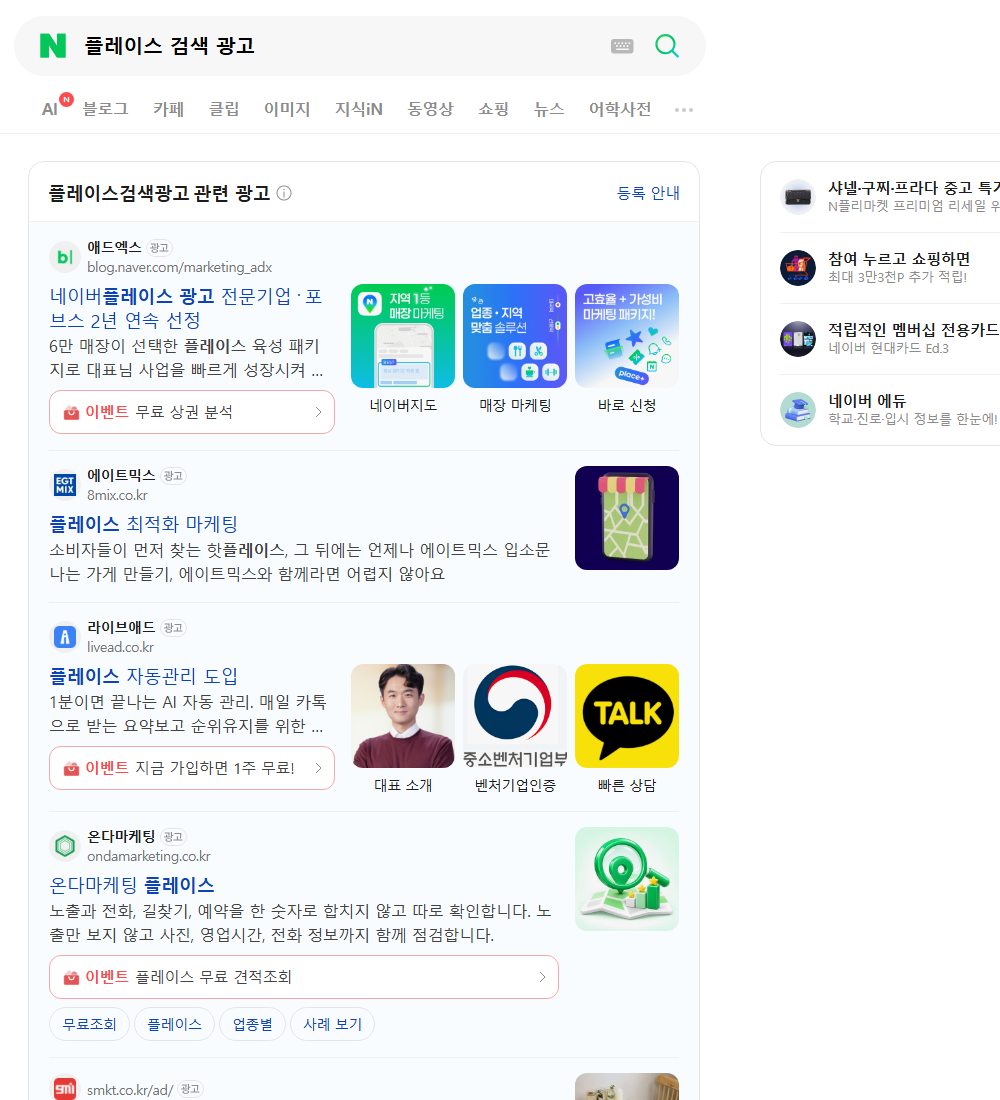 플레이스 검색 광고
AI N 블로그 카페 클립 이미지 지식iN 동영상 쇼핑 뉴스 어학사전
플레이스검색광고 관련 광고
등록 안내
애드엑스 광고
blog.naver.com/marketing_adx
네이버플레이스 광고 전문기업 · 포
브스 2년 연속 선정
6만 매장이 선택한 플레이스 육성 패키
지로 대표님 사업을 빠르게 성장시켜 ...
이벤트 무료 상권 분석
지역 1등
매장 마케팅
네이버지도
업종 · 지역
맞춤 솔루션
매장 마케팅
고효율 + 가성비
마케팅 패키지!
place+
바로 신청
EGT
MIX
에이트믹스 광고
8mix.co.kr
플레이스 최적화 마케팅
소비자들이 먼저 찾는 핫플레이스, 그 뒤에는 언제나 에이트믹스 입소문
나는 가게 만들기, 에이트믹스와 함께라면 어렵지 않아요
라이브애드 광고
livead.co.kr
플레이스 자동관리 도입
1분이면 끝나는 AI 자동 관리. 매일 카톡
으로 받는 요약보고 순위유지를 위한 ...
이벤트 지금 가입하면 1주 무료!
대표 소개
중소벤처기업부
벤처기업인증
TALK
빠른 상담
온다마케팅 광고
ondamarketing.co.kr
온다마케팅 플레이스
노출과 전화, 길찾기, 예약을 한 숫자로 합치지 않고 따로 확인합니다. 노
출만 보지 않고 사진, 영업시간, 전화 정보까지 함께 점검합니다.
이벤트 플레이스 무료 견적조회
무료조회 플레이스 업종별 사례 보기
smkt.co.kr/ad/ 광고
샤넬·구찌·프라다 중고 특가
N플리마켓 프리미엄 리세일 위
참여 누르고 쇼핑하면
최대 3만3천P 추가 적립!
적립적인 멤버십 전용카드
네이버 현대카드 Ed.3
네이버 에듀
학교·진로·입시 정보를 한눈에!